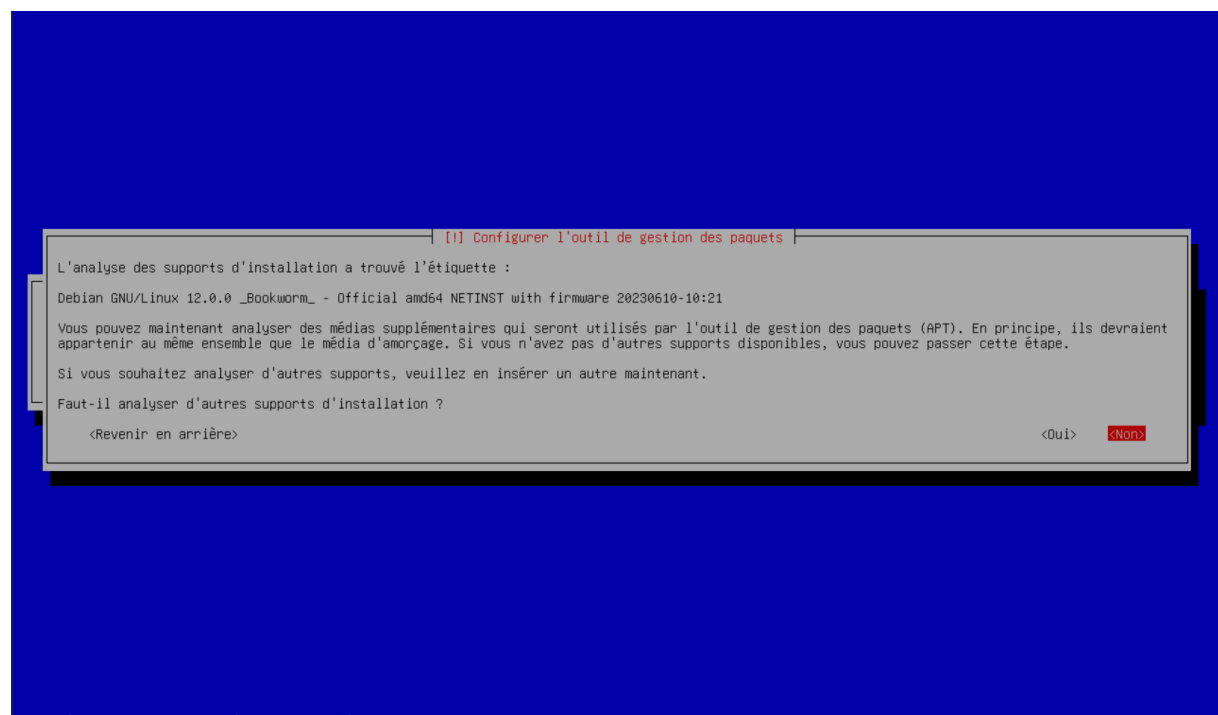 [!] Configurer l'outil de gestion des paquets
L'analyse des supports d'installation a trouvé l’étiquette :
Debian GNU/Linux 12.0.0 _Bookworm_ - Official amd64 NETINST with firmware 20230610-10:21
Vous pouvez maintenant analyser des médias supplémentaires qui seront utilisés par l'outil de gestion des paquets (APT). En principe, ils devraient
appartenir au même ensemble que le média d'amorçage. Si vous n'avez pas d'autres supports disponibles, vous pouvez passer cette étape.
Si vous souhaitez analyser d'autres supports, veuillez en insérer un autre maintenant.
Faut-il analyser d'autres supports d'installation ?
<Revenir en arrière> <Oui> <Non>